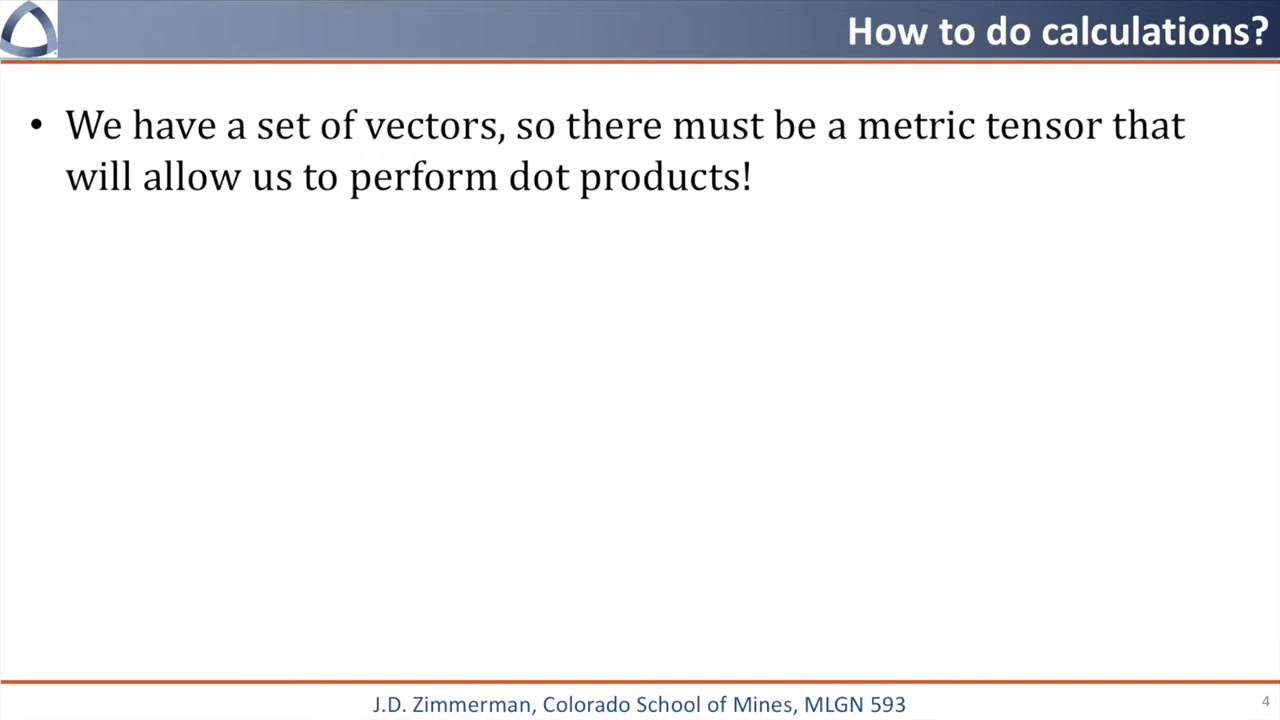 How to do calculations?
• We have a set of vectors, so there must be a metric tensor that
will allow us to perform dot products!
J.D. Zimmerman, Colorado School of Mines, MLGN 593
4